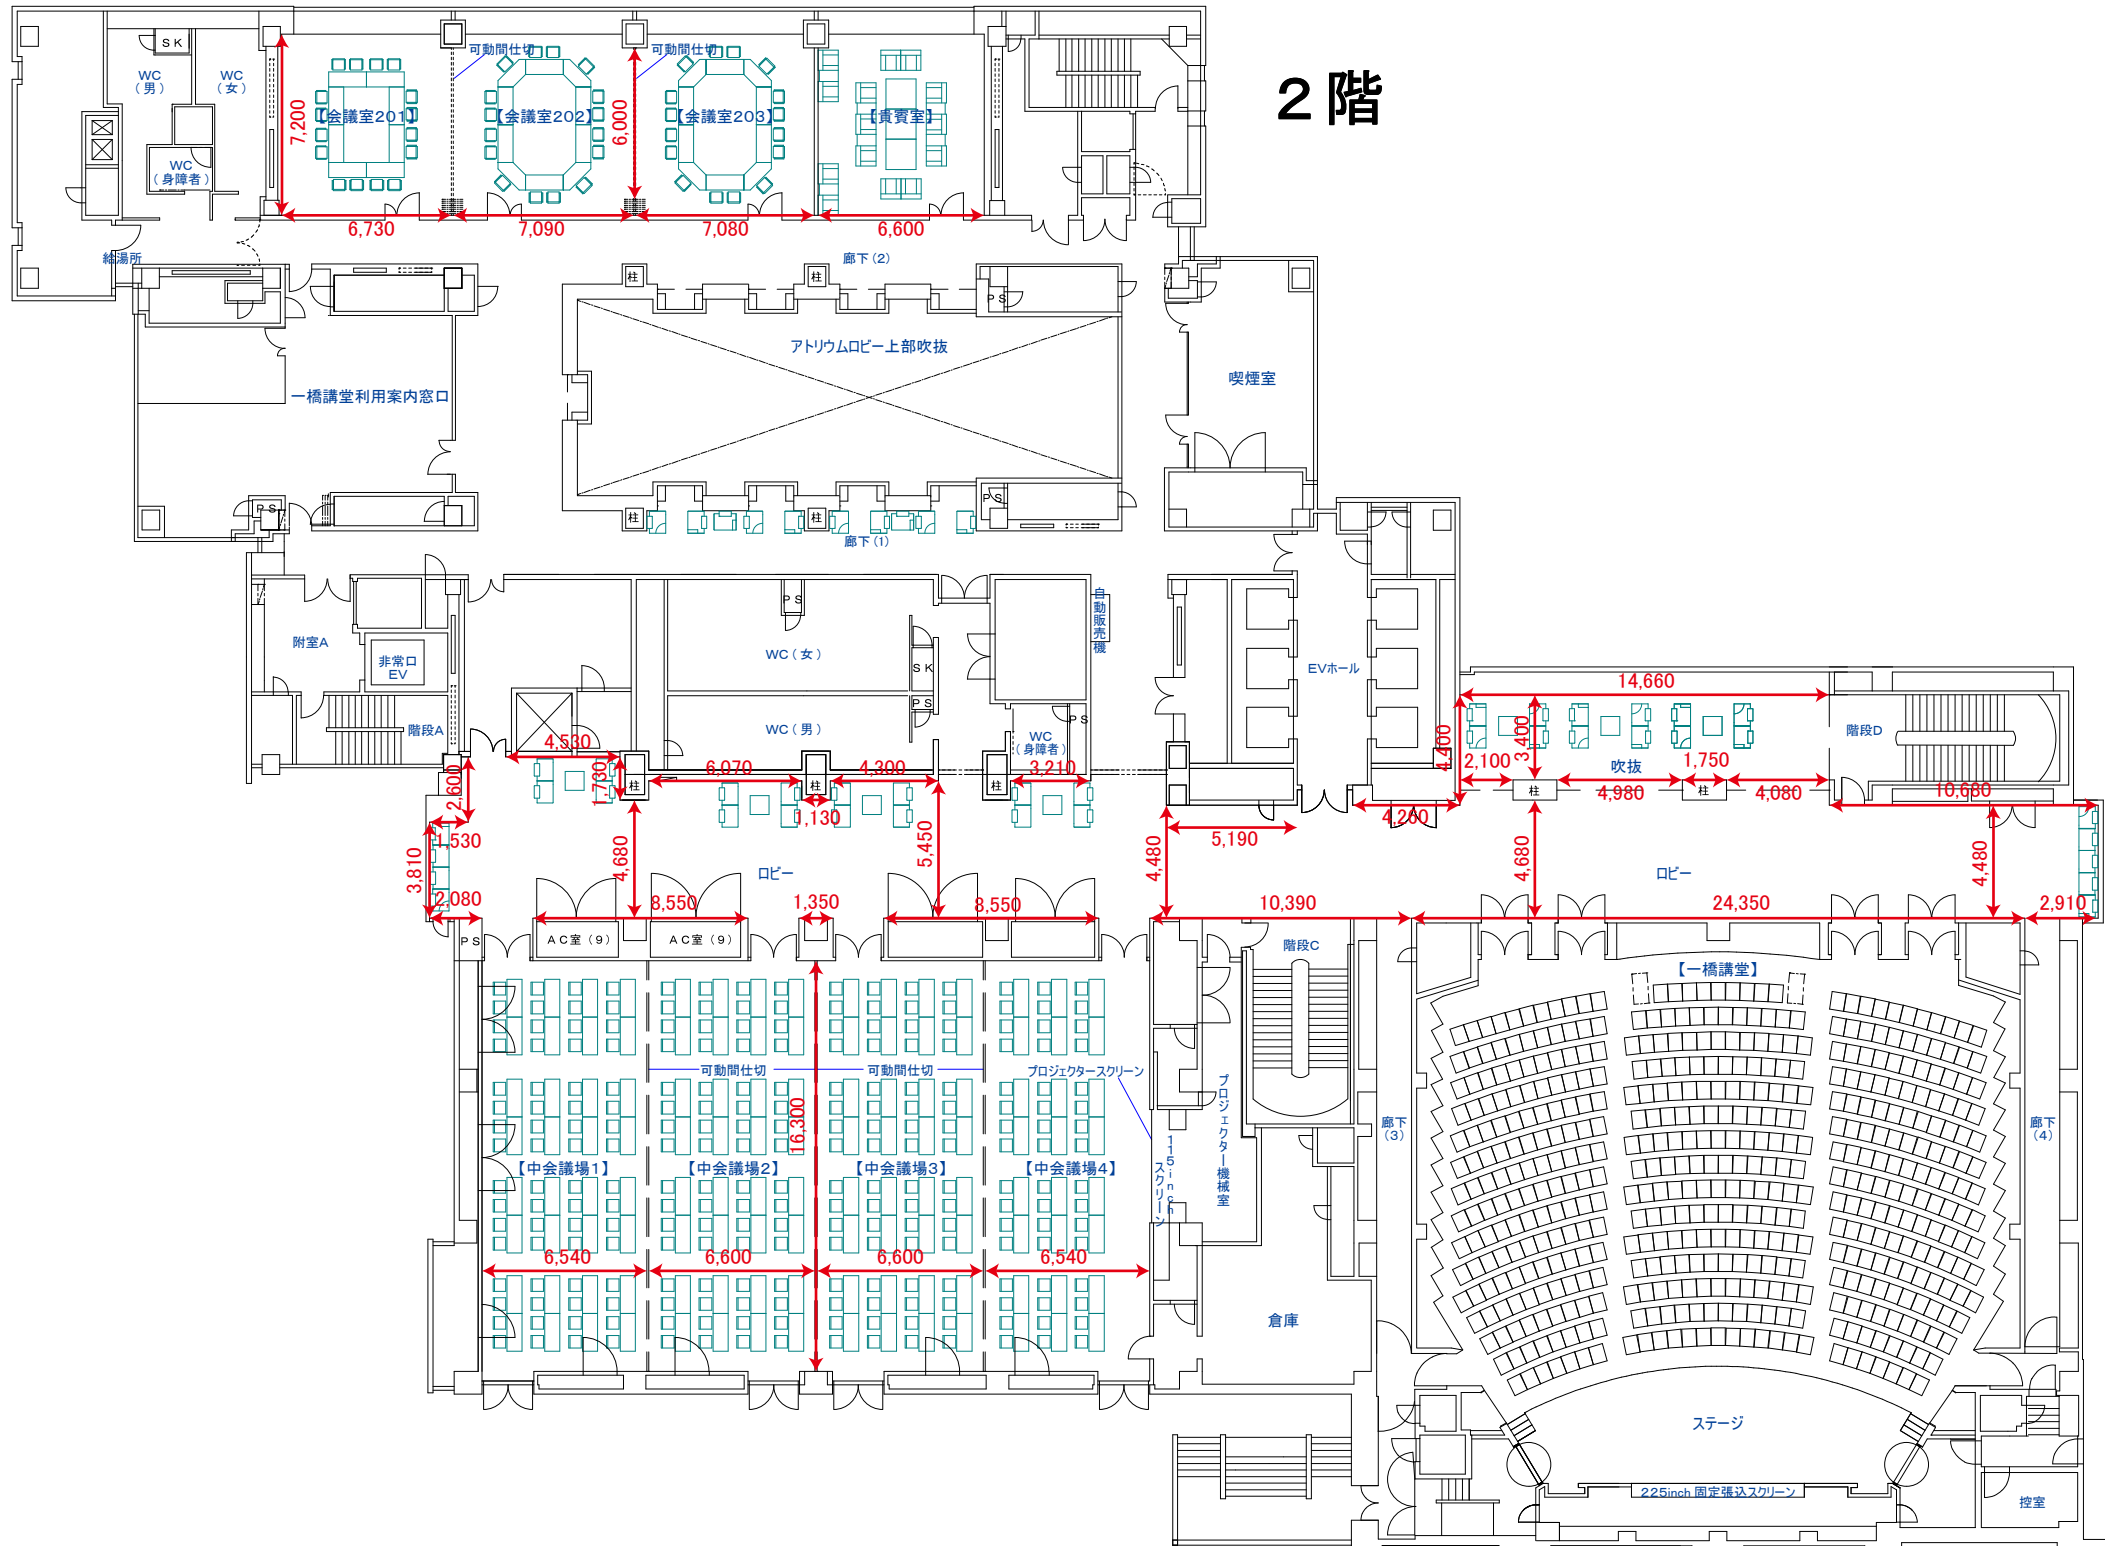 2階
SK
WC
(男)
WC
(女)
WC
(身障者)
給湯所
可動間仕切
可動間仕切
【会議室201】
【会議室202】
【会議室203】
【貴賓室】
7,200
6,000
6,730
7,090
7,080
6,600
廊下(2)
柱
柱
PS
アトリウムロビー上部吹抜
一橋講堂利用案内窓口
喫煙室
PS
柱
柱
PS
廊下(1)
附室A
非常口
EV
階段A
PS
WC(女)
SK
PS
WC(男)
自動販売機
WC
(身障者)
PS
EVホール
14,660
4,400
3,400
2,100
吹抜
1,750
柱
4,980
柱
4,080
階段D
10,680
4,530
1,730
柱
6,070
柱
4,300
柱
3,210
1,130
2,600
1,530
3,810
2,080
4,680
5,450
4,480
5,190
4,260
4,680
4,480
ロビー
ロビー
8,550
1,350
8,550
10,390
24,350
2,910
PS
AC室(9)
AC室(9)
階段C
【一橋講堂】
可動間仕切
可動間仕切
プロジェクタースクリーン
16,300
115inch
スクリーン
プロジェクター機械室
廊下
(3)
廊下
(4)
【中会議場1】
【中会議場2】
【中会議場3】
【中会議場4】
6,540
6,600
6,600
6,540
倉庫
ステージ
225inch 固定張込スクリーン
控室